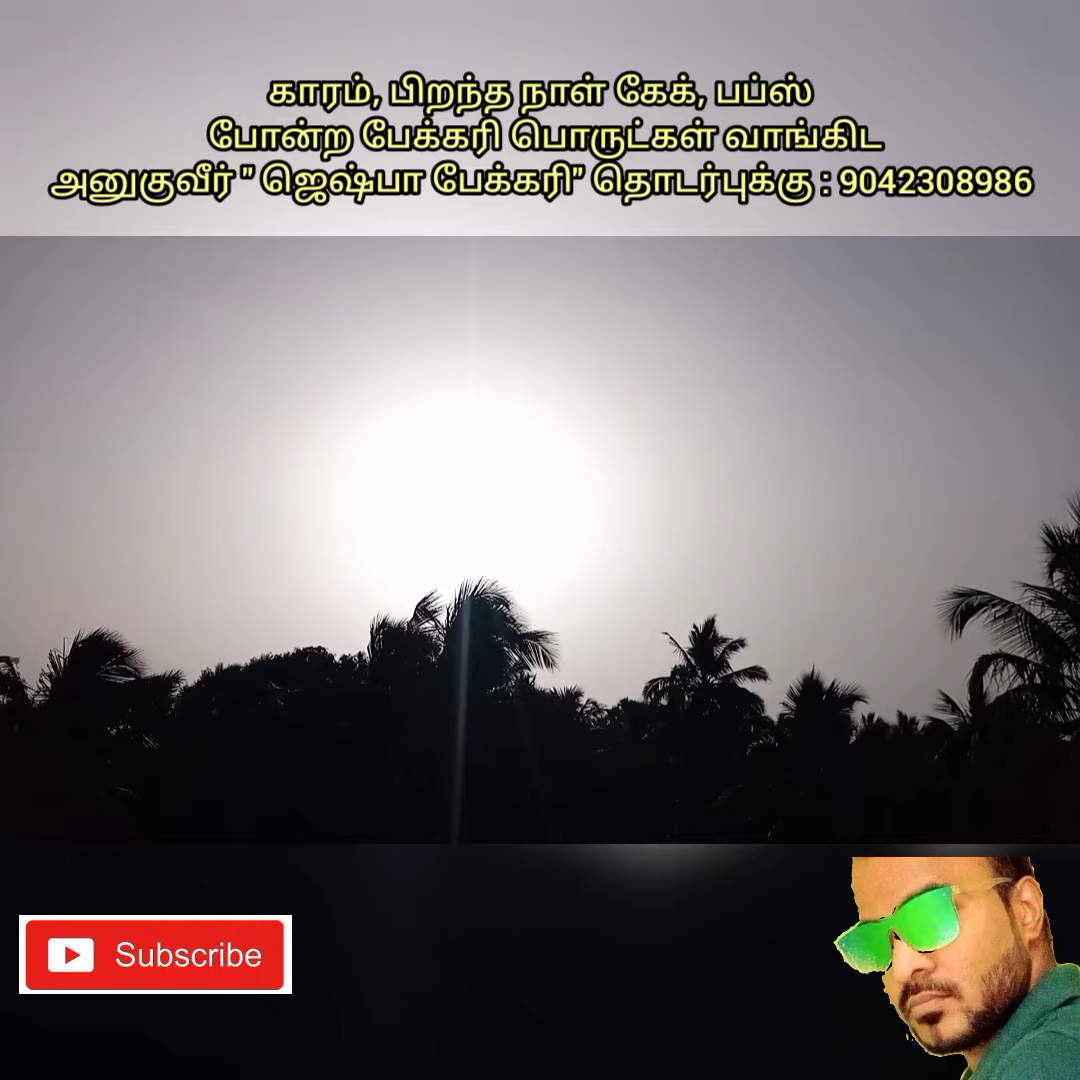 காரம், பிறந்த நாள் கேக், பப்ஸ்
போன்ற பேக்கரி பொருட்கள் வாங்கிட
அனுகுவீர் " ஜெஷ்பா பேக்கரி" தொடர்புக்கு : 9042308986
Subscribe